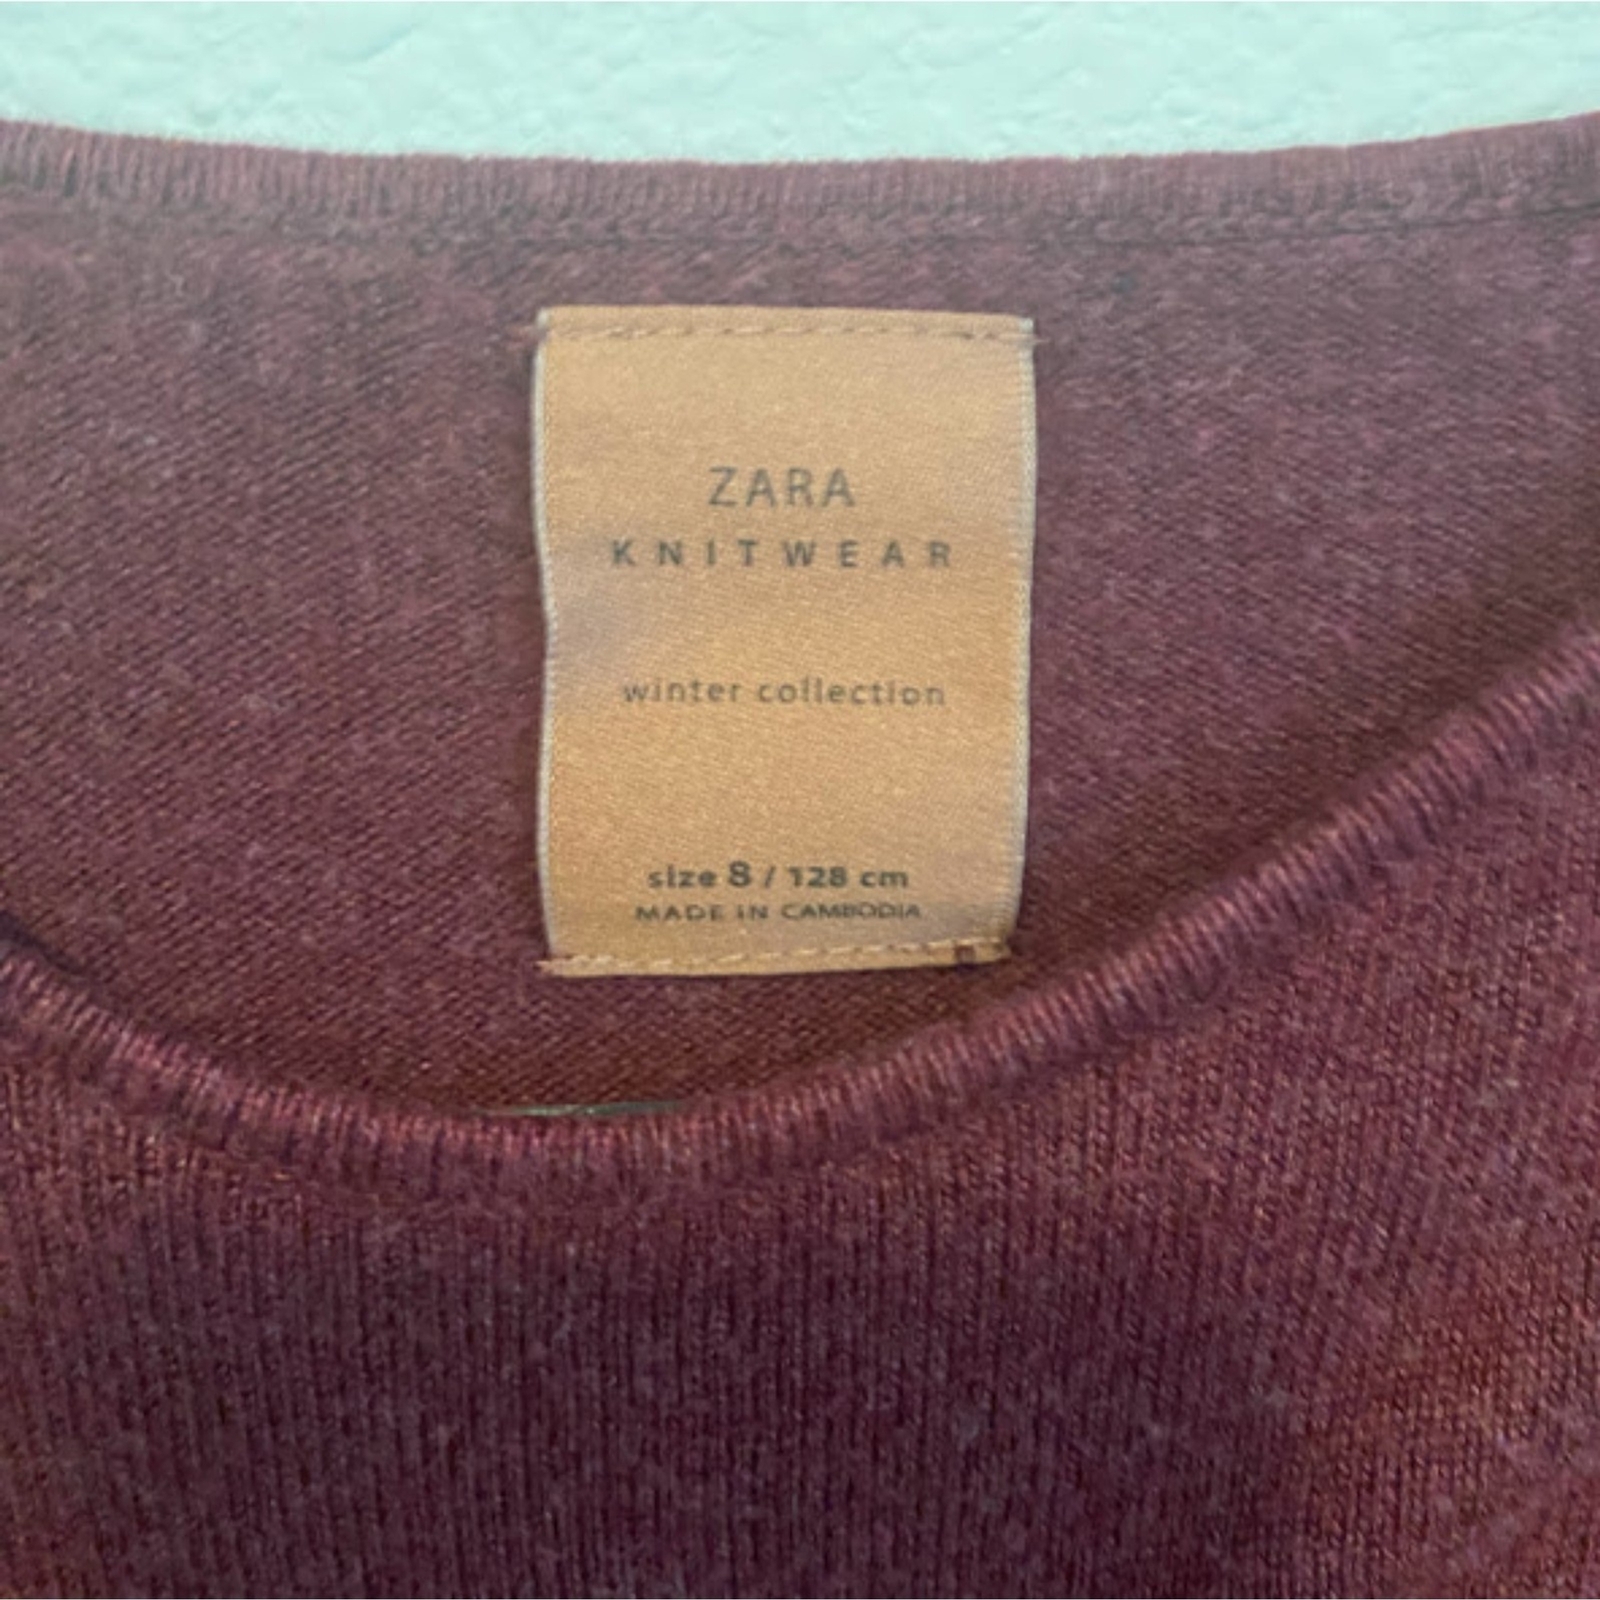 ZARA
KNITWEAR
winter collection
size 8 / 128 cm
MADE IN CAMBODIA